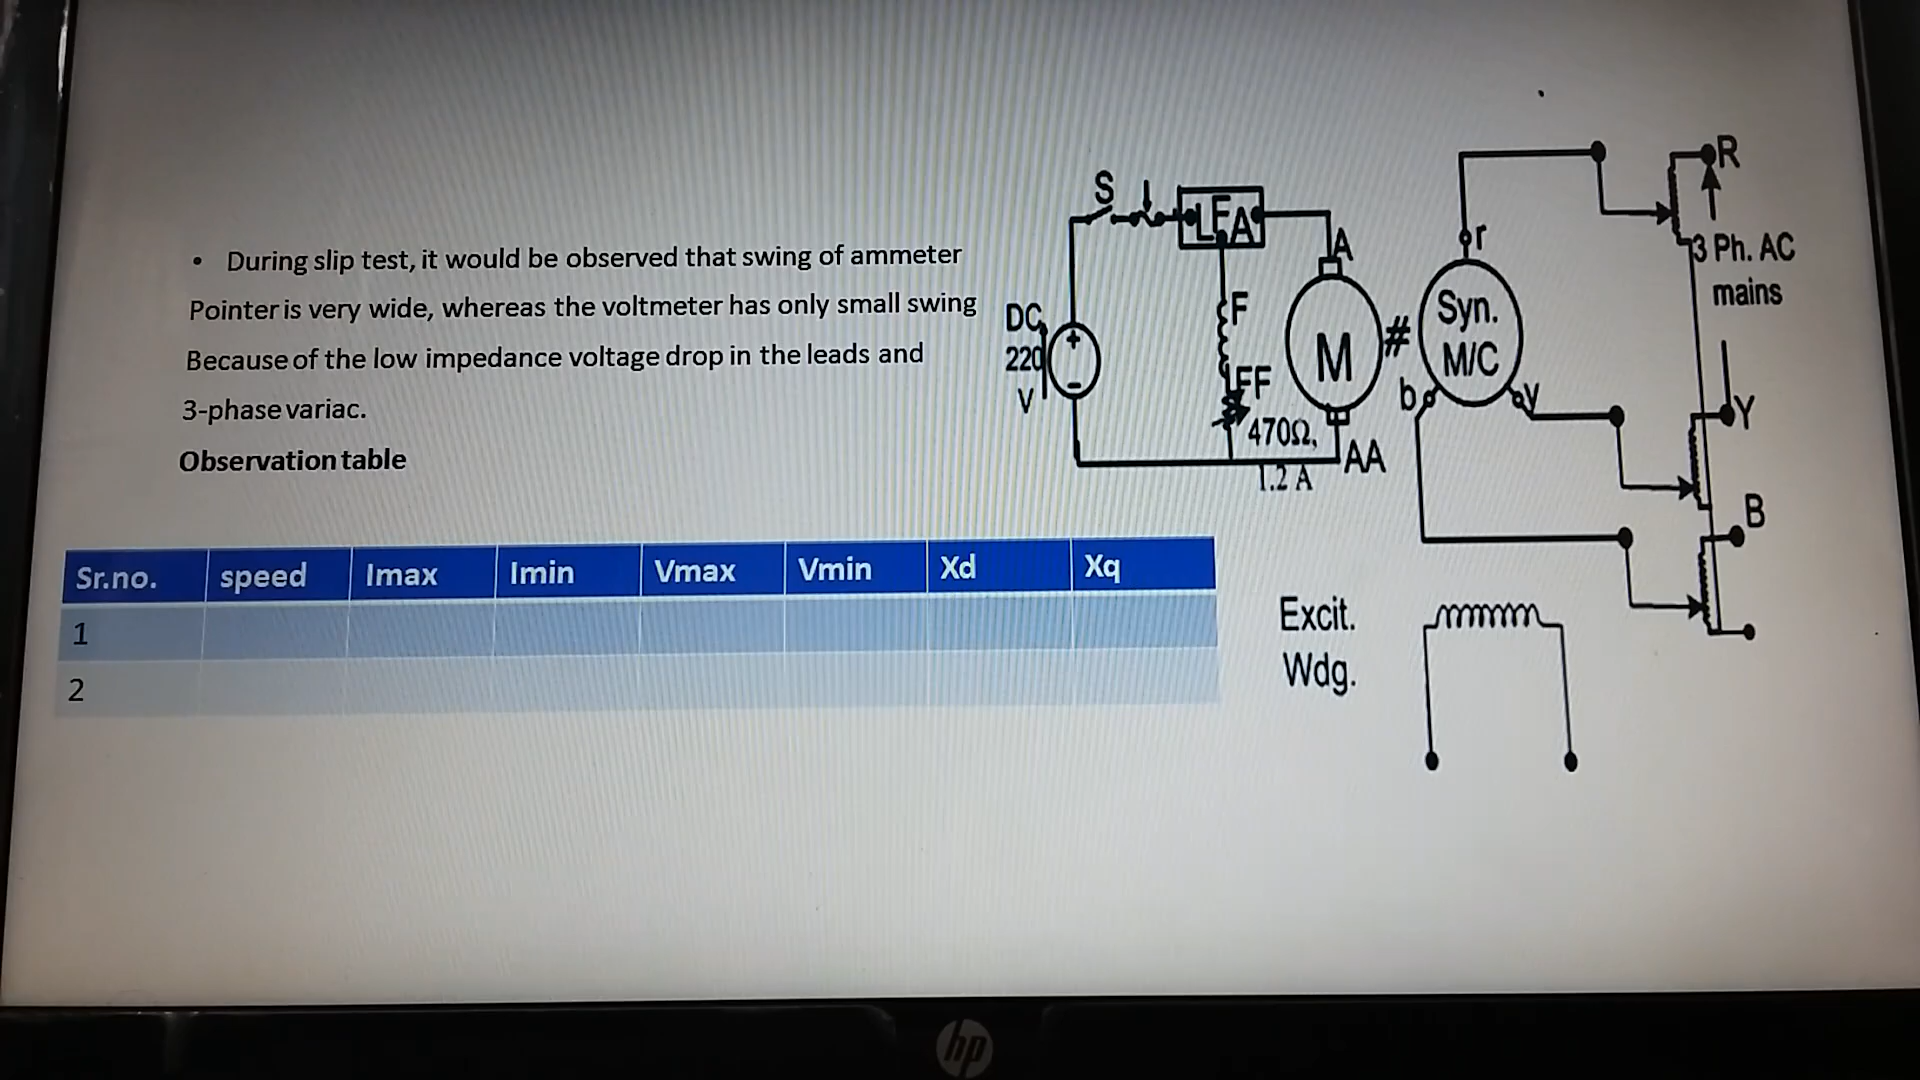 • During slip test, it would be observed that swing of ammeter
Pointer is very wide, whereas the voltmeter has only small swing
Because of the low impedance voltage drop in the leads and
3-phase variac.
Observation table
Sr.no. speed Imax Imin Vmax Vmin Xd Xq
1
2
S
LFA
A
DC,
220
V
+
-
F
FF
470Ω,
1.2 A
M
AA
#
Syn.
M/C
r
b
y
R
3 Ph. AC
mains
Y
B
Excit.
Wdg.
hp